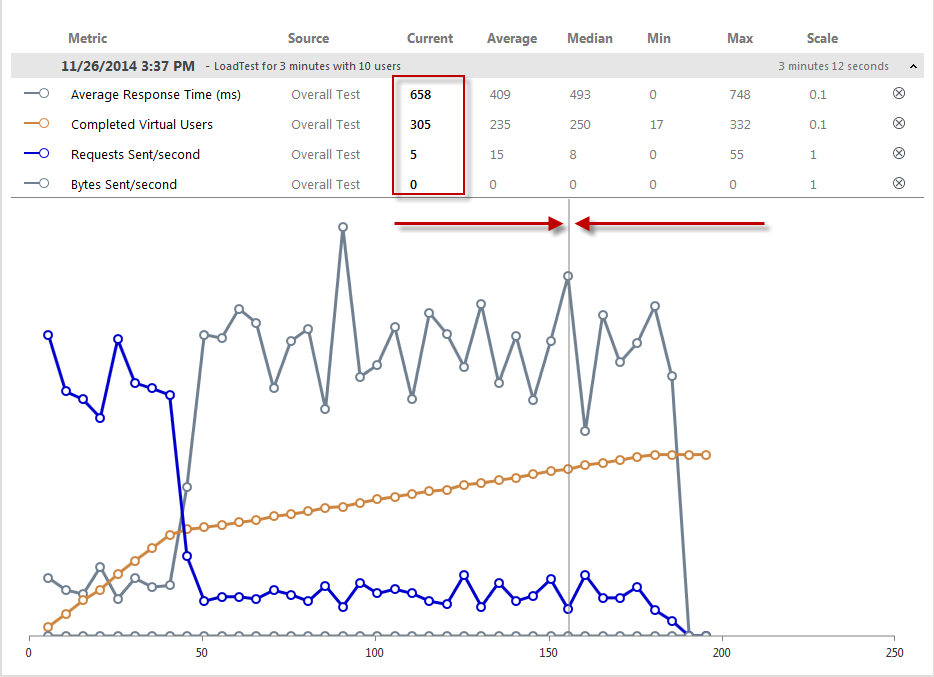 Metric Source Current Average Median Min Max Scale
11/26/2014 3:37 PM - LoadTest for 3 minutes with 10 users 3 minutes 12 seconds
Average Response Time (ms) Overall Test 658 409 493 0 748 0.1
Completed Virtual Users Overall Test 305 235 250 17 332 0.1
Requests Sent/second Overall Test 5 15 8 0 55 1
Bytes Sent/second Overall Test 0 0 0 0 0 1
0 50 100 150 200 250